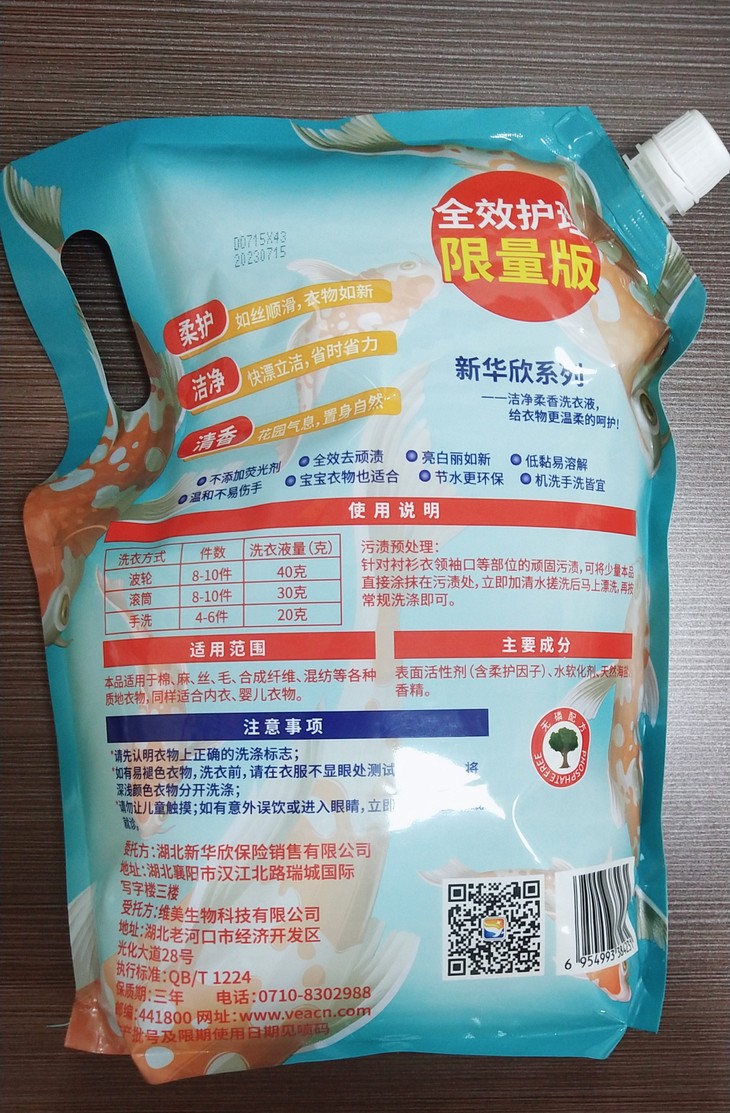 全效护理
限量版
DD715X43
20230715
柔护 如丝顺滑，衣物如新
洁净 快漂立洁，省时省力
清香 花园气息，置身自然
新华欣系列
——洁净柔香洗衣液，
给衣物更温柔的呵护！
不添加荧光剂 全效去顽渍 亮白丽如新 低黏易溶解
温和不易伤手 宝宝衣物也适合 节水更环保 机洗手洗皆宜
使用说明
洗衣方式 件数 洗衣液量（克）
波轮 8-10件 40克
滚筒 8-10件 30克
手洗 4-6件 20克
污渍预处理：
针对衬衫衣领袖口等部位的顽固污渍，可将少量本品
直接涂抹在污渍处，立即加清水搓洗后马上漂洗，再按
常规洗涤即可。
适用范围
本品适用于棉、麻、丝、毛、合成纤维、混纺等各种
质地衣物，同样适合内衣、婴儿衣物。
主要成分
表面活性剂（含柔护因子）、水软化剂、天然海盐、
香精。
注意事项
*请先认明衣物上正确的洗涤标志；
*如有易褪色衣物，洗衣前，请在衣服不显眼处测试 将
深浅颜色衣物分开洗涤；
*请勿让儿童触摸；如有意外误饮或进入眼睛，立即
就诊。
无磷配方
PHOSPHATE FREE
委托方：湖北新华欣保险销售有限公司
地址：湖北襄阳市汉江北路瑞城国际
写字楼三楼
受托方：维美生物科技有限公司
地址：湖北老河口市经济开发区
光化大道28号
执行标准：QB/T 1224
保质期：三年 电话：0710-8302988
邮编：441800 网址：www.veacn.com
产批号及限期使用日期见喷码
6 954993